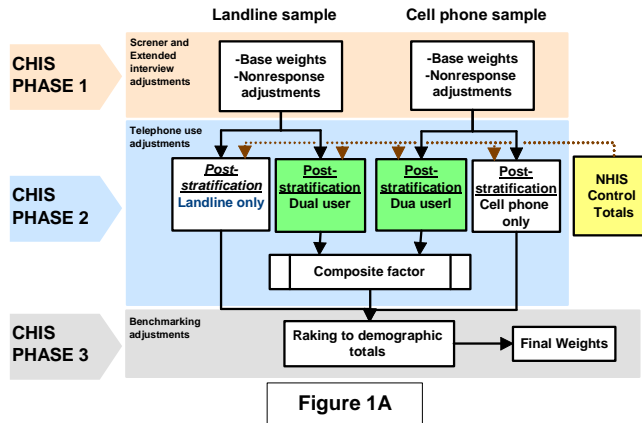 Landline sample
Cell phone sample
CHIS
PHASE 1
Screner and
Extended
interview
adjustments
-Base weights
-Nonresponse
adjustments
-Base weights
-Nonresponse
adjustments
CHIS
PHASE 2
Telephone use
adjustments
Post-
stratification
Landline only
Post-
stratification
Dual user
Post-
stratification
Dua userl
Post-
stratification
Cell phone
only
NHIS
Control
Totals
Composite factor
CHIS
PHASE 3
Benchmarking
adjustments
Raking to demographic
totals
Final Weights
Figure 1A